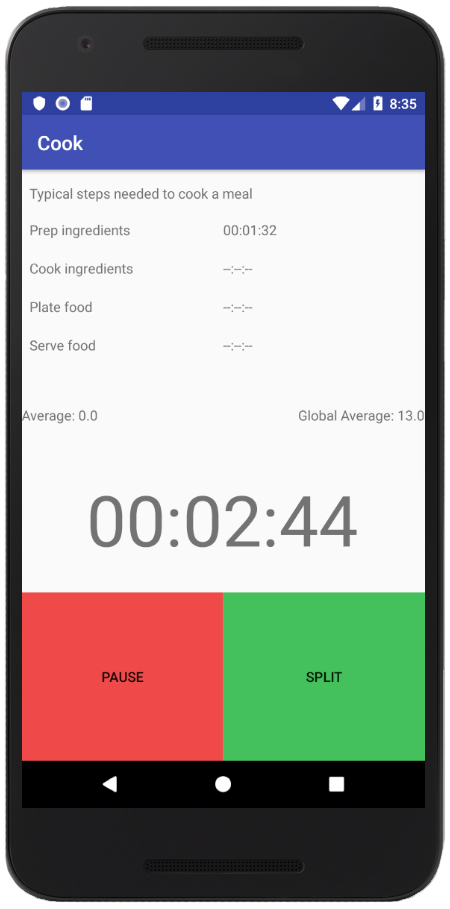 8:35
Cook
Typical steps needed to cook a meal
Prep ingredients 00:01:32
Cook ingredients --:--:--
Plate food --:--:--
Serve food --:--:--
Average: 0.0 Global Average: 13.0
00:02:44
PAUSE SPLIT